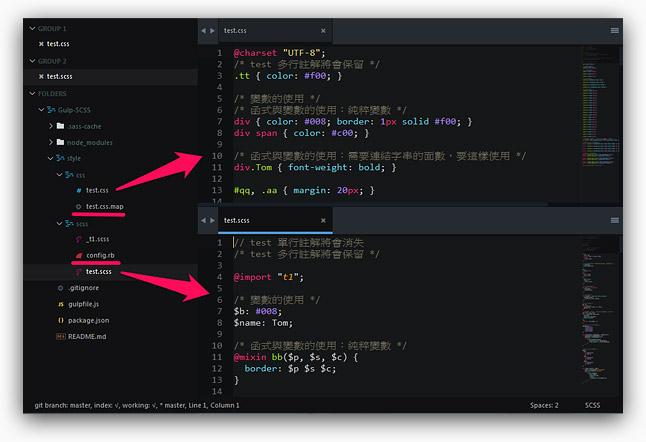 GROUP 1
test.css
GROUP 2
test.scss
FOLDERS
Gulp-SCSS
.sass-cache
node_modules
style
css
test.css
test.css.map
scss
_t1.scss
config.rb
test.scss
.gitignore
gulpfile.js
package.json
README.md
test.css
1 @charset "UTF-8";
2 /* test 多行註解將會保留 */
3 .tt { color: #f00; }
4
5 /* 變數的使用 */
6 /* 函式與變數的使用：純粹變數 */
7 div { color: #008; border: 1px solid #f00; }
8 div span { color: #c00; }
9
10 /* 函式與變數的使用：需要連結字串的面數，要這樣使用 */
11 div.Tom { font-weight: bold; }
12
13 #qq, .aa { margin: 20px; }
14
test.scss
1 // test 單行註解將會消失
2 /* test 多行註解將會保留 */
3
4 @import "t1";
5
6 /* 變數的使用 */
7 $b: #008;
8 $name: Tom;
9
10 /* 函式與變數的使用：純粹變數 */
11 @mixin bb($p, $s, $c) {
12 border: $p $s $c;
13 }
14
git branch: master, index: √, working: √, * master, Line 1, Column 1
Spaces: 2
SCSS